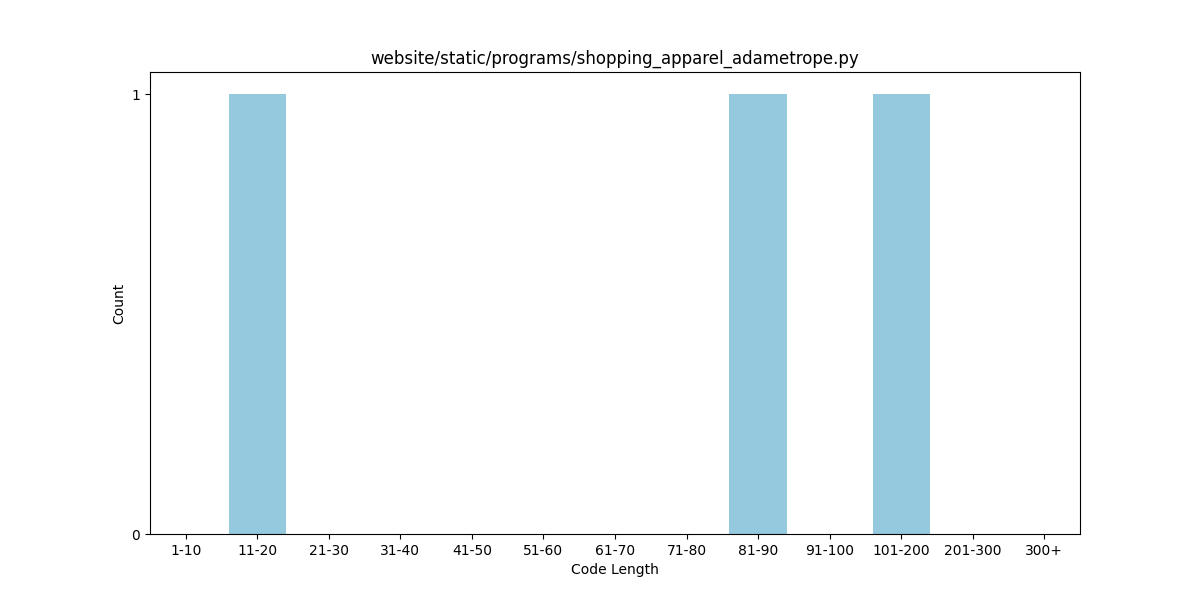 website/static/programs/shopping_apparel_adametrope.py
1
0
Count
1-10 11-20 21-30 31-40 41-50 51-60 61-70 71-80 81-90 91-100 101-200 201-300 300+
Code Length